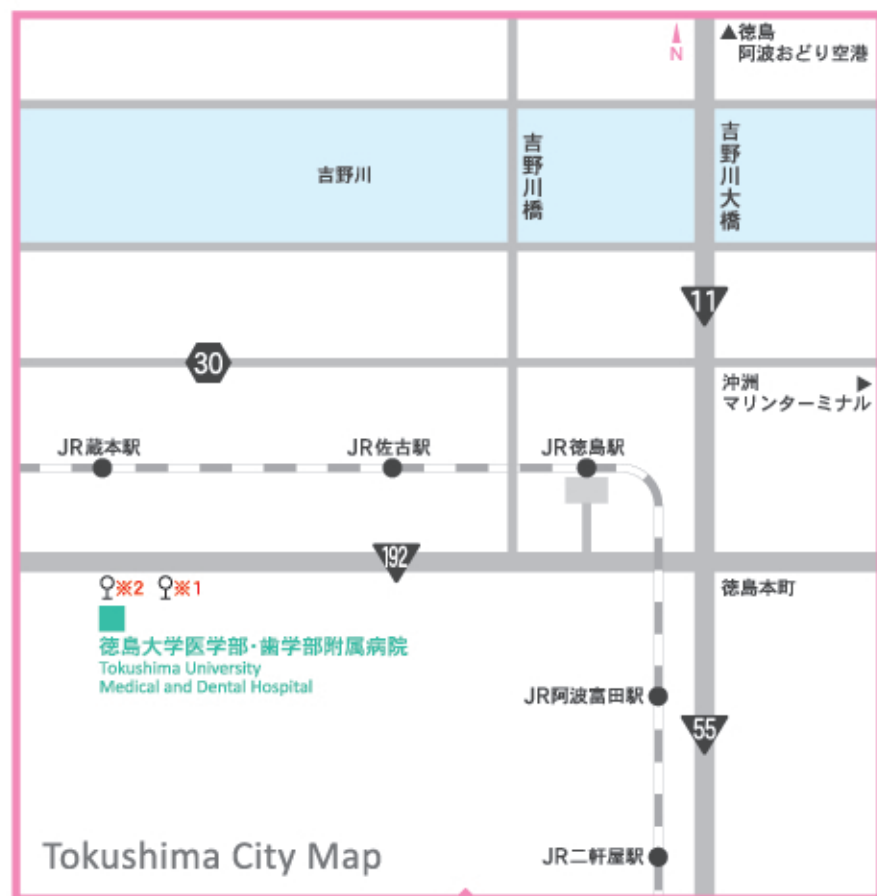 ▲徳島
阿波おどり空港
N
吉野川
吉野川橋
吉野川大橋
11
30
沖洲 ▶
マリンターミナル
JR蔵本駅
JR佐古駅
JR徳島駅
192
徳島本町
※2
※1
徳島大学医学部・歯学部附属病院
Tokushima University
Medical and Dental Hospital
JR阿波富田駅
55
JR二軒屋駅
Tokushima City Map